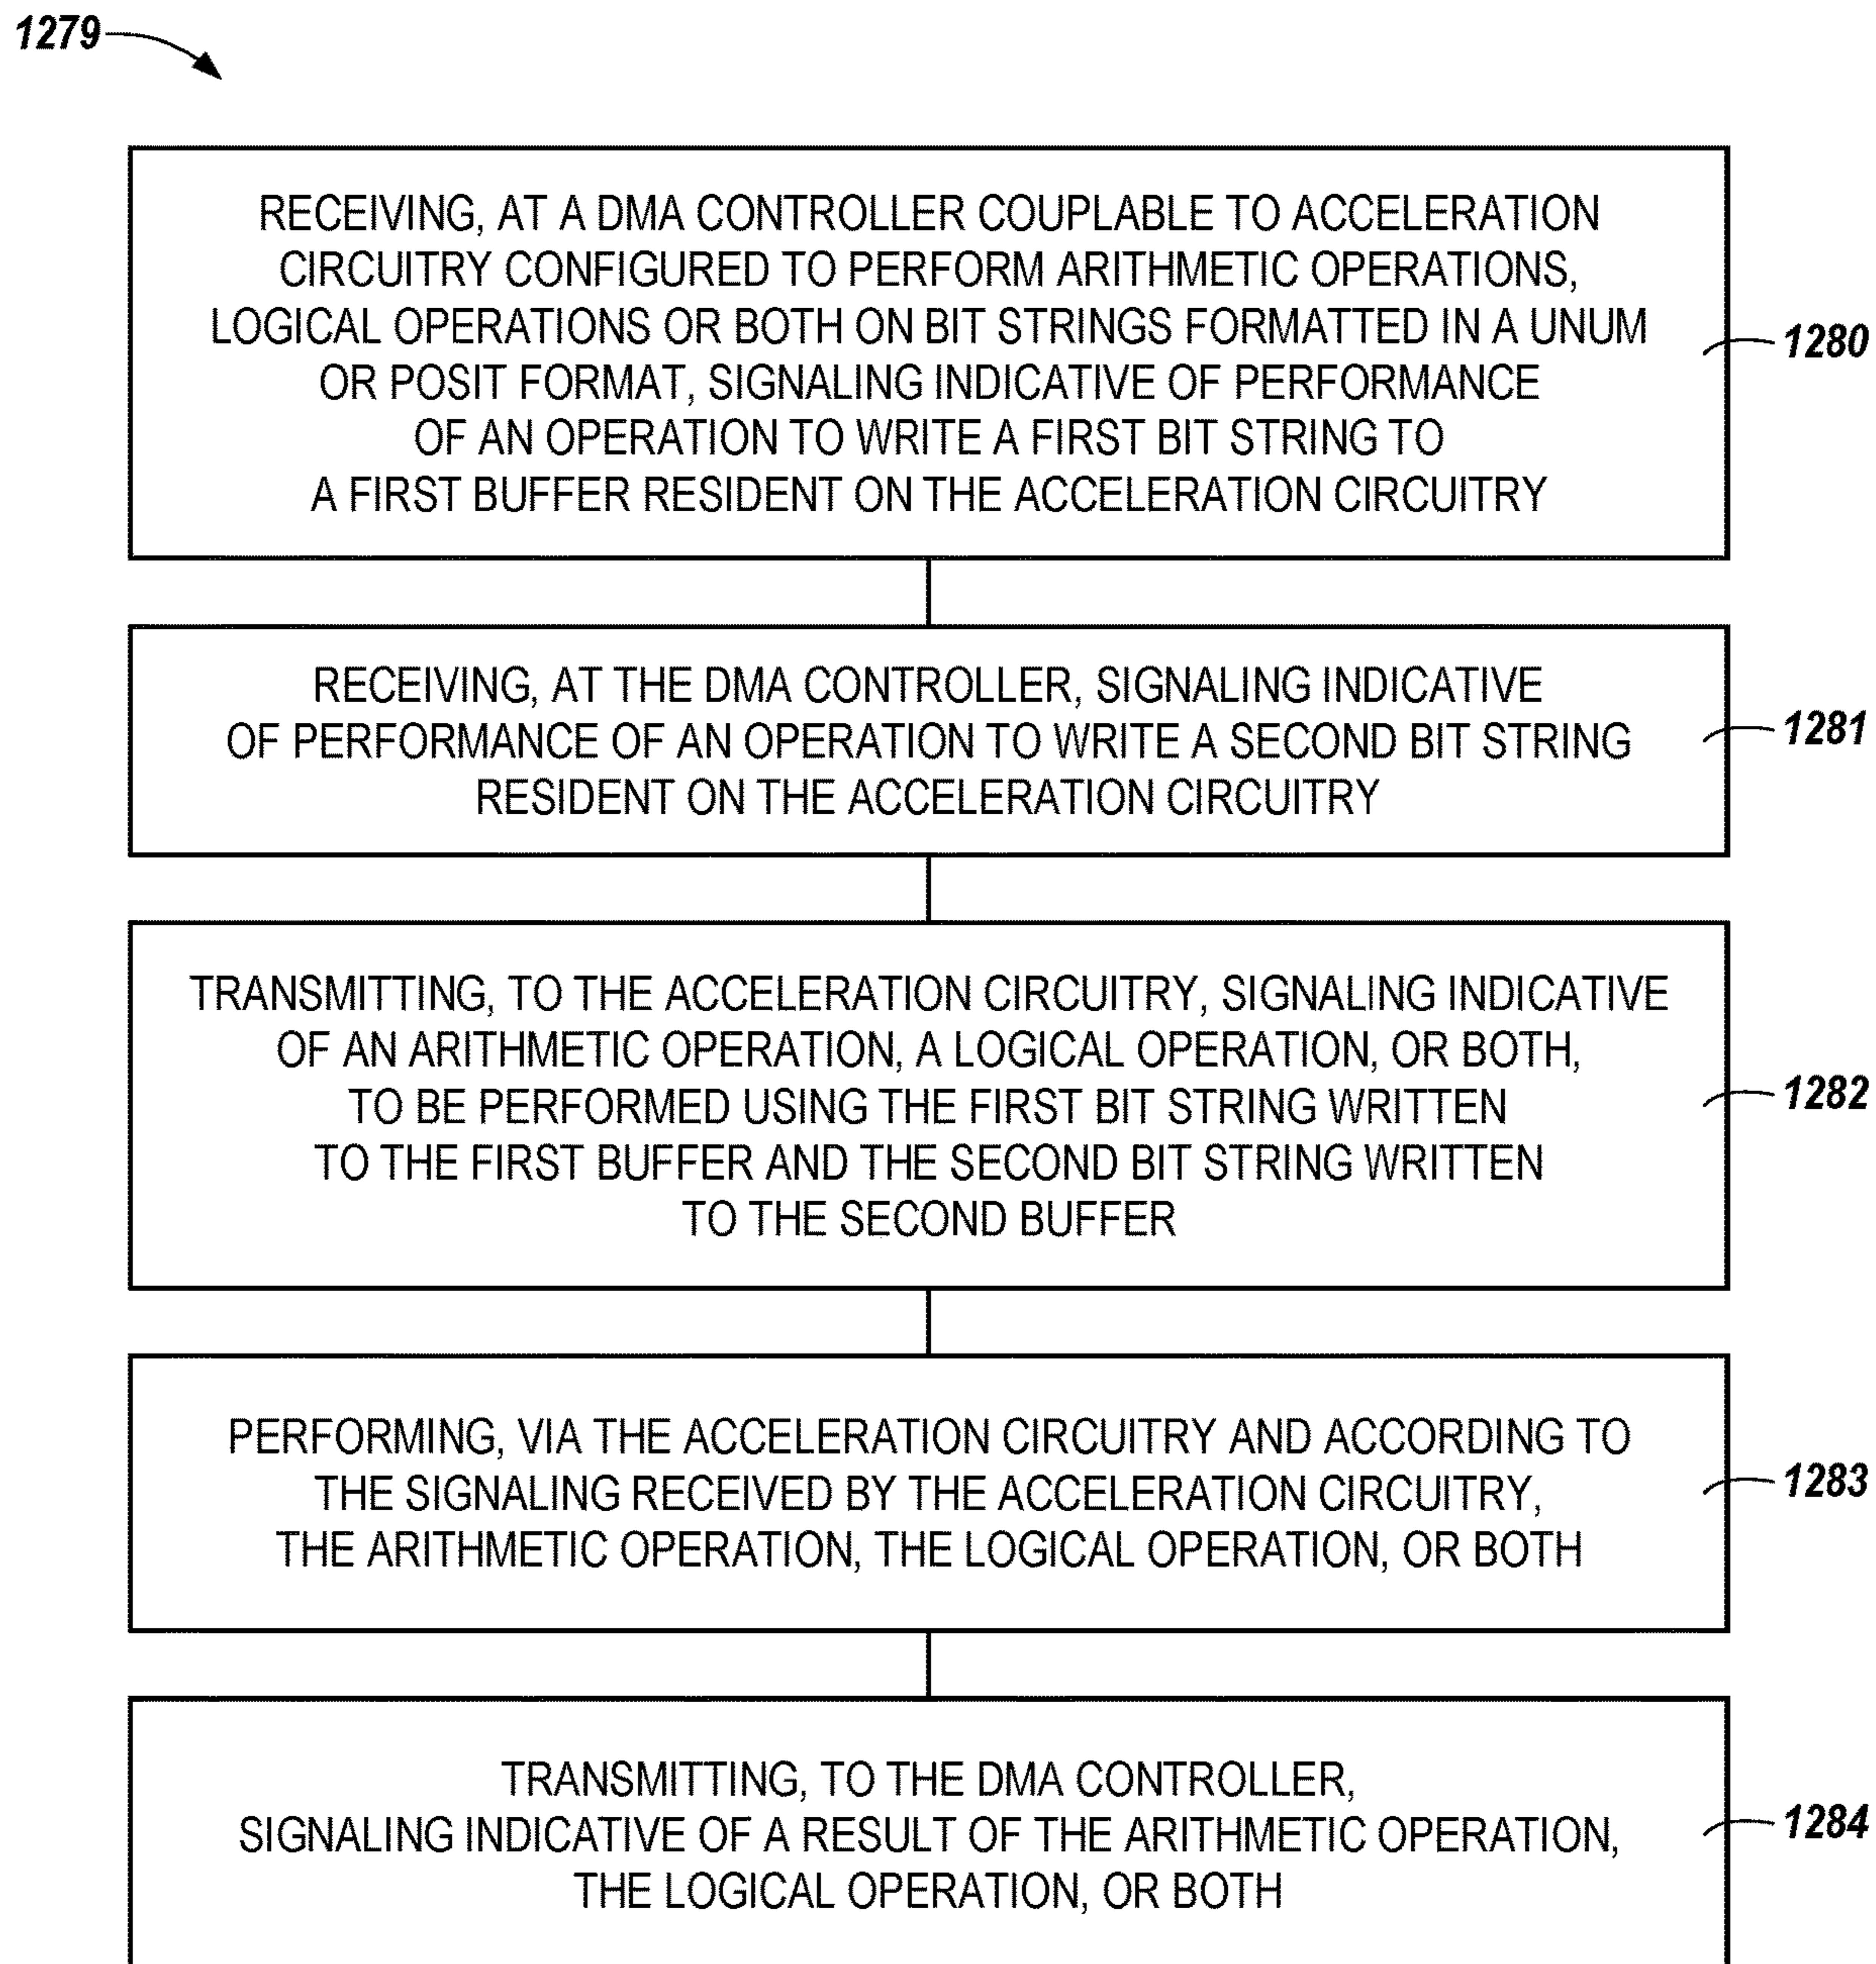 1279
RECEIVING, AT A DMA CONTROLLER COUPLABLE TO ACCELERATION
CIRCUITRY CONFIGURED TO PERFORM ARITHMETIC OPERATIONS,
LOGICAL OPERATIONS OR BOTH ON BIT STRINGS FORMATTED IN A UNUM
OR POSIT FORMAT, SIGNALING INDICATIVE OF PERFORMANCE
OF AN OPERATION TO WRITE A FIRST BIT STRING TO
A FIRST BUFFER RESIDENT ON THE ACCELERATION CIRCUITRY
1280
RECEIVING, AT THE DMA CONTROLLER, SIGNALING INDICATIVE
OF PERFORMANCE OF AN OPERATION TO WRITE A SECOND BIT STRING
RESIDENT ON THE ACCELERATION CIRCUITRY
1281
TRANSMITTING, TO THE ACCELERATION CIRCUITRY, SIGNALING INDICATIVE
OF AN ARITHMETIC OPERATION, A LOGICAL OPERATION, OR BOTH,
TO BE PERFORMED USING THE FIRST BIT STRING WRITTEN
TO THE FIRST BUFFER AND THE SECOND BIT STRING WRITTEN
TO THE SECOND BUFFER
1282
PERFORMING, VIA THE ACCELERATION CIRCUITRY AND ACCORDING TO
THE SIGNALING RECEIVED BY THE ACCELERATION CIRCUITRY,
THE ARITHMETIC OPERATION, THE LOGICAL OPERATION, OR BOTH
1283
TRANSMITTING, TO THE DMA CONTROLLER,
SIGNALING INDICATIVE OF A RESULT OF THE ARITHMETIC OPERATION,
THE LOGICAL OPERATION, OR BOTH
1284